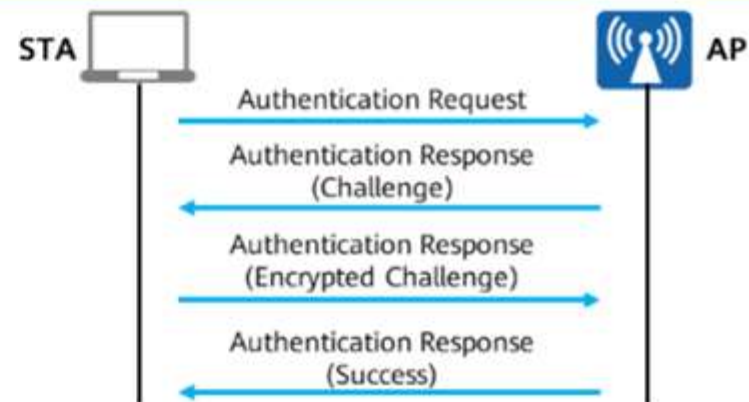 STA
AP
Authentication Request
Authentication Response
(Challenge)
Authentication Response
(Encrypted Challenge)
Authentication Response
(Success)